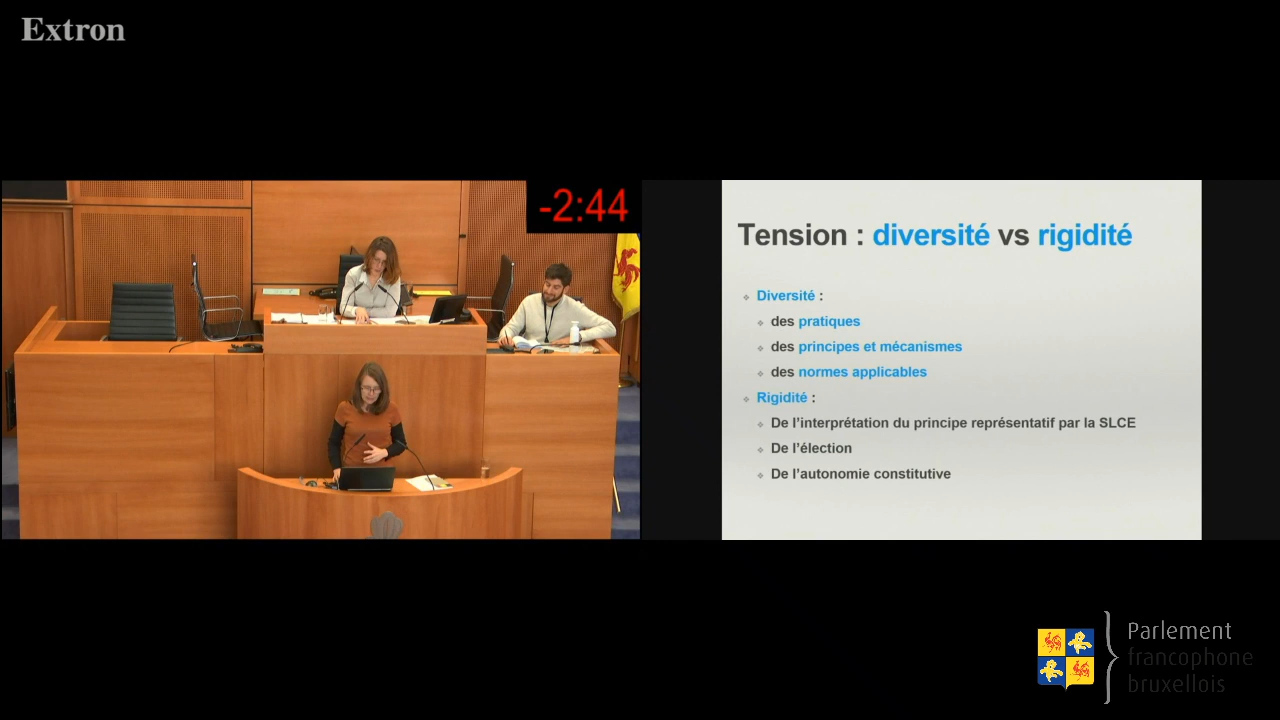 Extron
-2:44
Tension : diversité vs rigidité
Diversité :
des pratiques
des principes et mécanismes
des normes applicables
Rigidité :
De l'interprétation du principe représentatif par la SLCE
De l'élection
De l'autonomie constitutive
Parlement
francophone
bruxellois